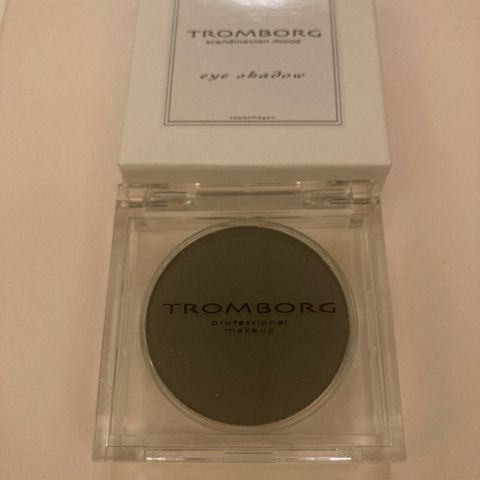 TROMBORG
scandinavian mood
eye shadow
copenhagen
TROMBORG
professional
makeup